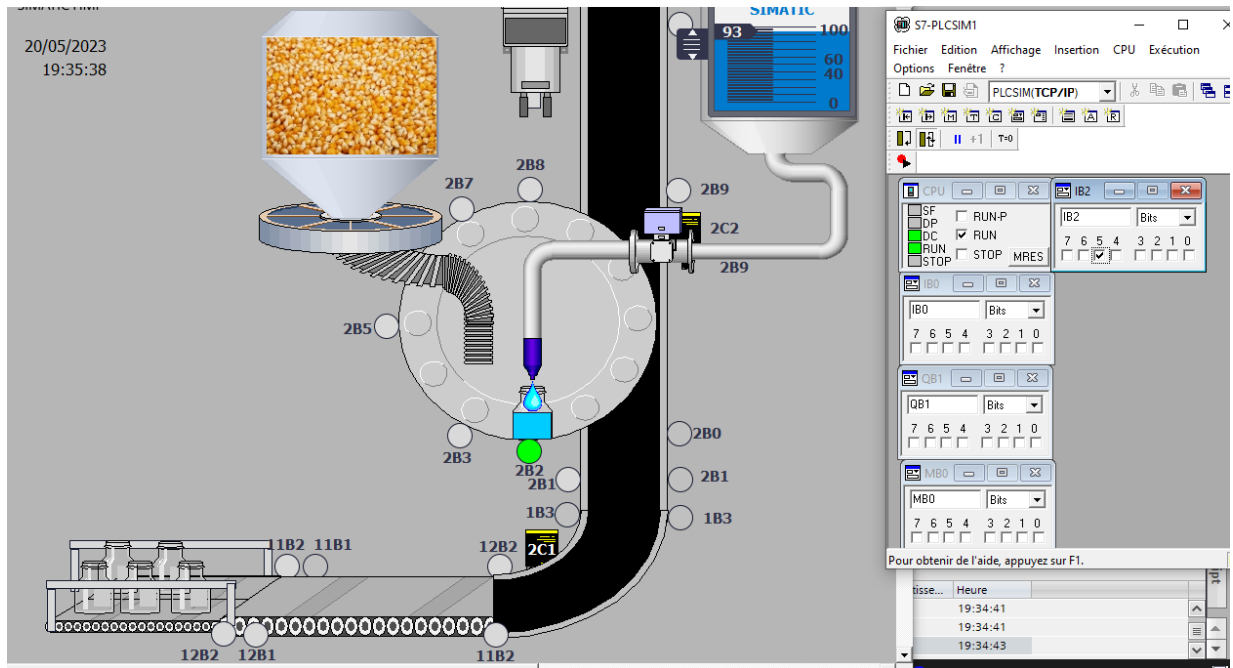 SIMATIC HMI
20/05/2023
19:35:38
SIMATIC
93
100
60
40
0
2B7
2B8
2B9
2C2
2B9
2B5
2B3
2B2
2B1
2B0
2B1
1B3
1B3
2C1
11B2 11B1
12B2
12B2 12B1
11B2
S7-PLCSIM1
Fichier Edition Affichage Insertion CPU Exécution
Options Fenêtre ?
PLCSIM(TCP/IP)
+1 T=0
CPU
SF
DP
DC
RUN
STOP
RUN-P
RUN
STOP MRES
IB2
IB2 Bits
7 6 5 4 3 2 1 0
IB0
IB0 Bits
7 6 5 4 3 2 1 0
QB1
QB1 Bits
7 6 5 4 3 2 1 0
MB0
MB0 Bits
7 6 5 4 3 2 1 0
Pour obtenir de l'aide, appuyez sur F1.
tisse... Heure
19:34:41
19:34:41
19:34:43
ipt